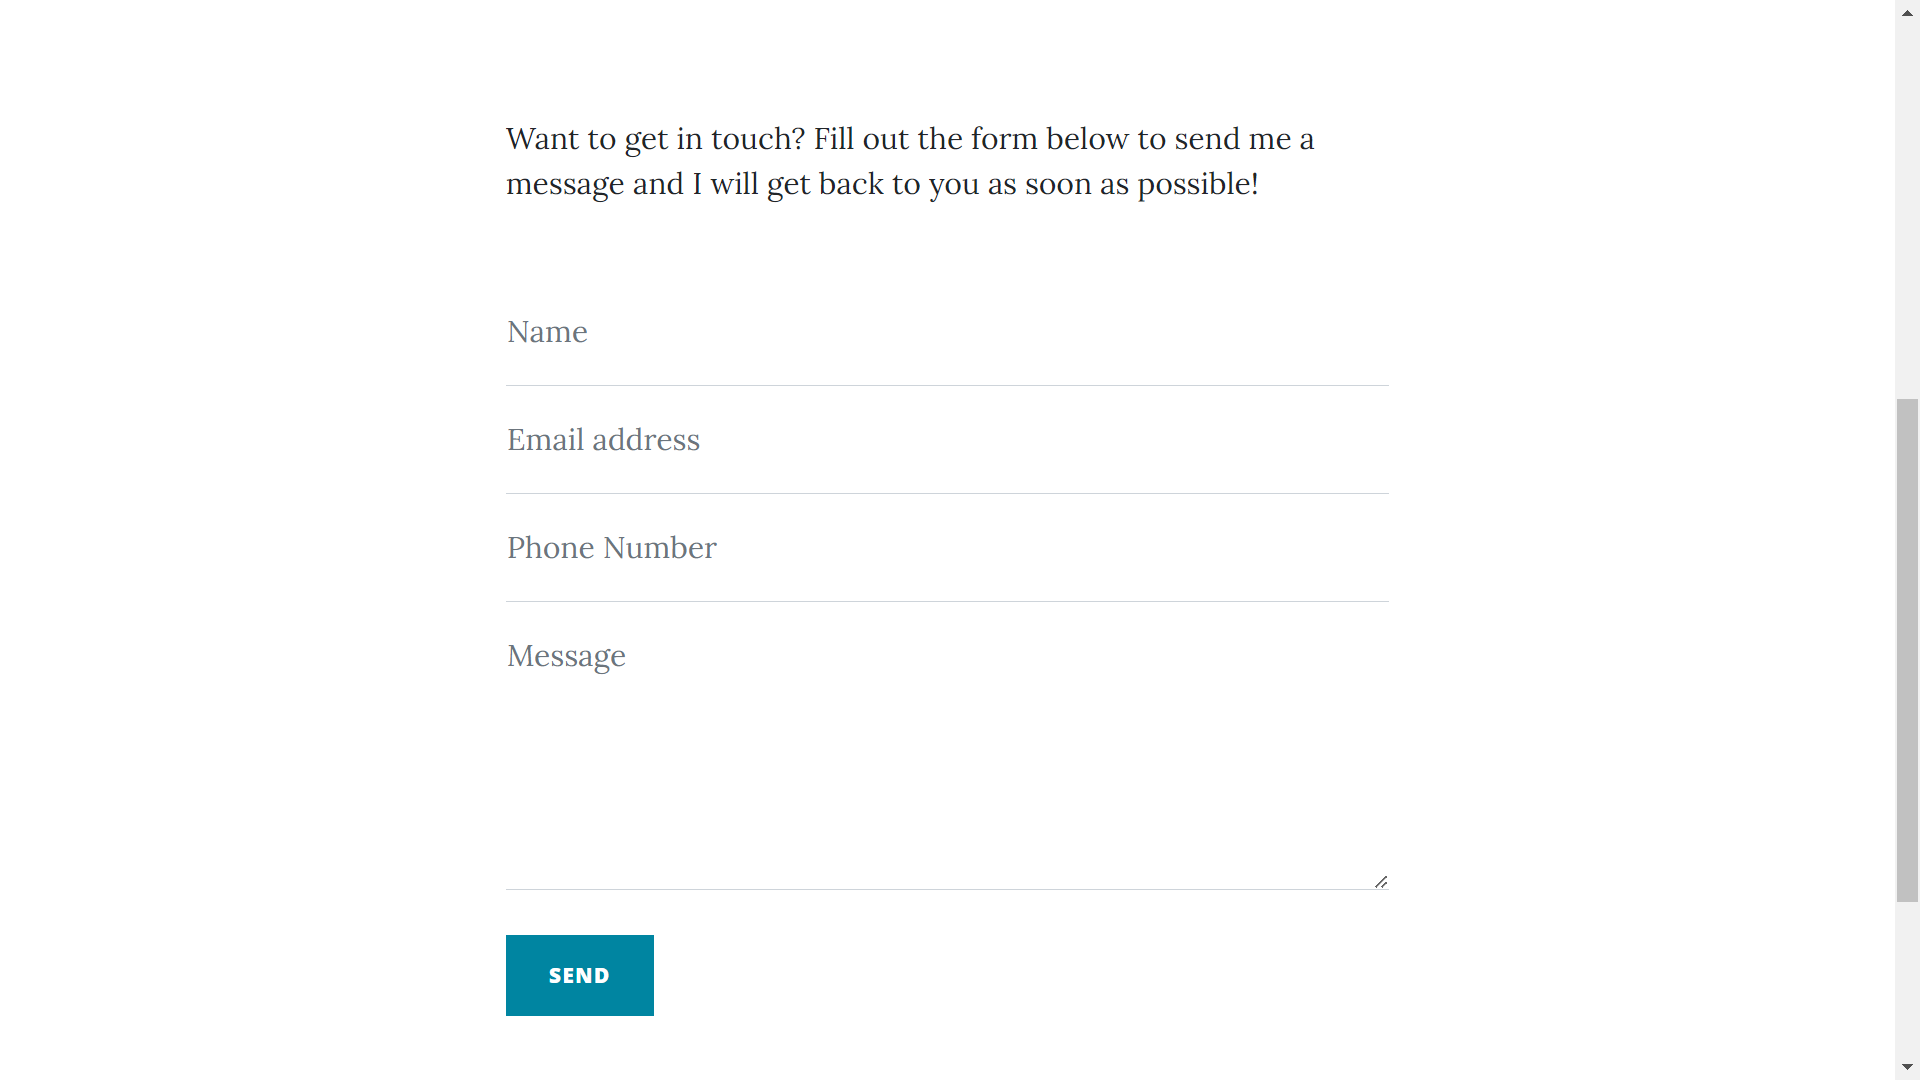 Want to get in touch? Fill out the form below to send me a
message and I will get back to you as soon as possible!
Name
Email address
Phone Number
Message
SEND